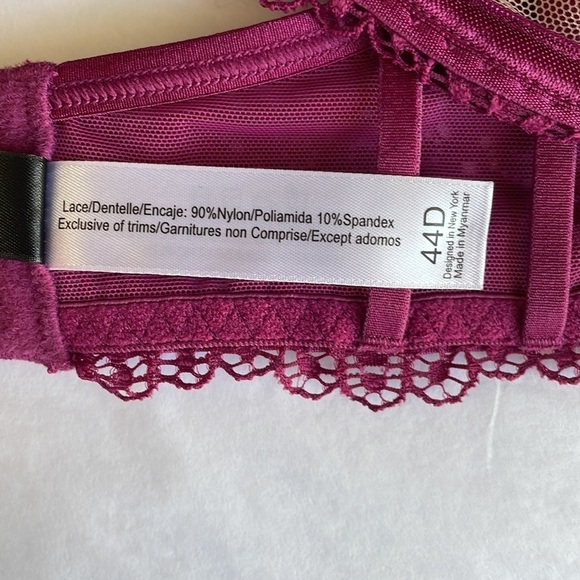 Lace/Dentelle/Encaje: 90%Nylon/Poliamida 10%Spandex
Exclusive of trims/Garnitures non Comprise/Except adomos
44D
Designed in New York
Made in Myanmar